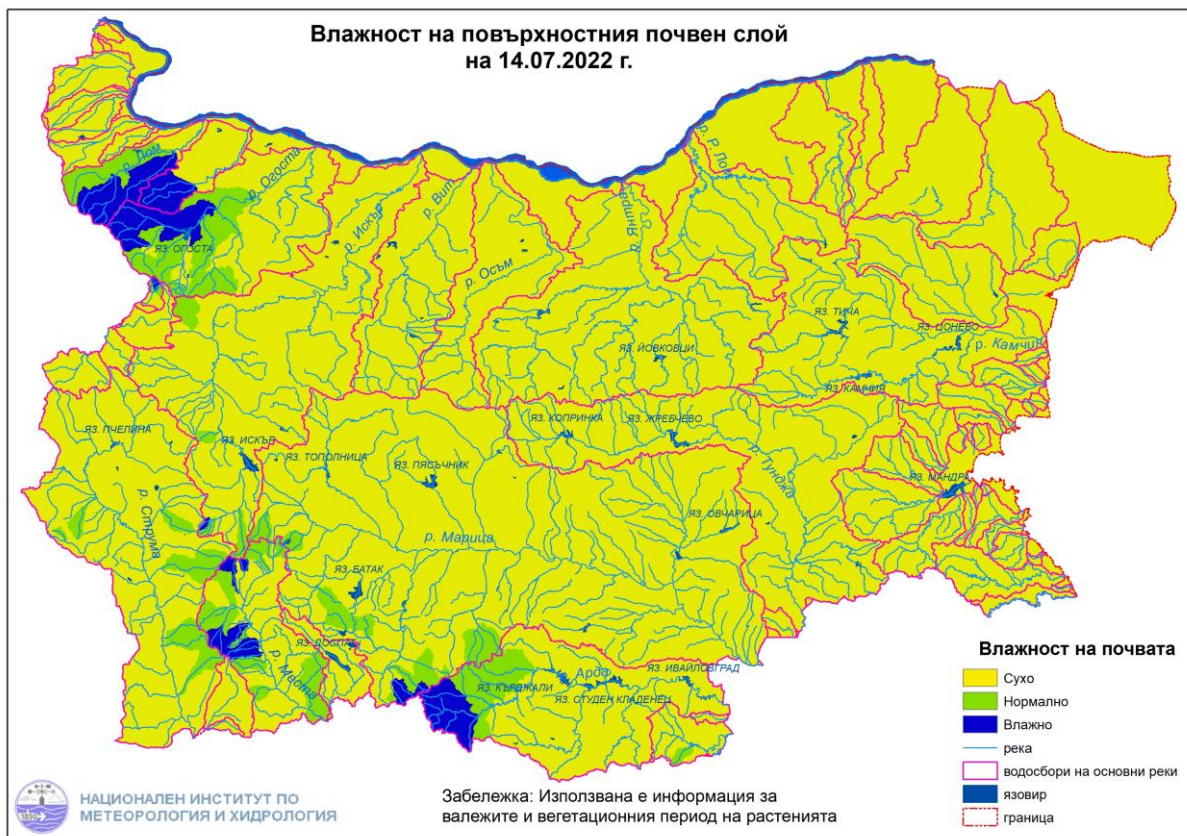 Влажност на повърхностния почвен слой
на 14.07.2022 г.
р. Лом
р. Огоста
р. Искър
р. Вит
р. Осъм
р. Янтра
р. Р Лом
ЯЗ. ОГОСТА
ЯЗ. ТИЧА
ЯЗ. ЦОНЕВО
р. Камчия
ЯЗ. ЙОВКОВЦИ
ЯЗ. КАМЧИЯ
ЯЗ. ПЧЕЛИНА
ЯЗ. ИСКЪР
ЯЗ. ТОПОЛНИЦА
ЯЗ. ПЯСЪЧНИК
ЯЗ. КОПРИНКА
ЯЗ. ЖРЕБЧЕВО
р. Тунджа
ЯЗ. МАНДРА
р. Струма
р. Марица
ЯЗ. ОВЧАРИЦА
ЯЗ. БАТАК
ЯЗ. ДОСПАТ
р. Места
ЯЗ. КЪРДЖАЛИ
Арда
ЯЗ. ИВАЙЛОВГРАД
ЯЗ. СТУДЕН КЛАДЕНЕЦ
Влажност на почвата
Сухо
Нормално
Влажно
река
водосбори на основни реки
язовир
граница
НАЦИОНАЛЕН ИНСТИТУТ ПО
МЕТЕОРОЛОГИЯ И ХИДРОЛОГИЯ
Забележка: Използвана е информация за
валежите и вегетационния период на растенията